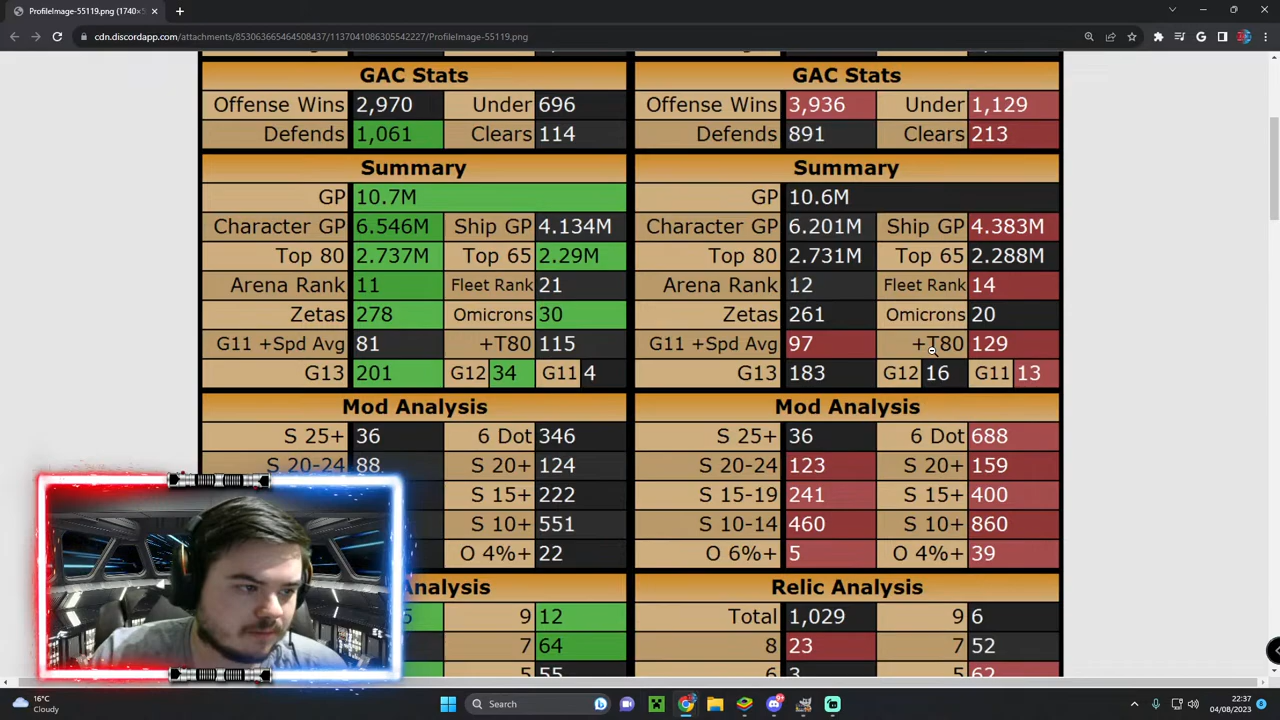 ProfileImage-55119.png (1740×
cdn.discordapp.com/attachments/853063665464508437/1137041086305542227/ProfileImage-55119.png
GAC Stats GAC Stats
Offense Wins 2,970 Under 696 Offense Wins 3,936 Under 1,129
Defends 1,061 Clears 114 Defends 891 Clears 213
Summary Summary
GP 10.7M GP 10.6M
Character GP 6.546M Ship GP 4.134M Character GP 6.201M Ship GP 4.383M
Top 80 2.737M Top 65 2.29M Top 80 2.731M Top 65 2.288M
Arena Rank 11 Fleet Rank 21 Arena Rank 12 Fleet Rank 14
Zetas 278 Omicrons 30 Zetas 261 Omicrons 20
G11 +Spd Avg 81 +T80 115 G11 +Spd Avg 97 +T80 129
G13 201 G12 34 G11 4 G13 183 G12 16 G11 13
Mod Analysis Mod Analysis
S 25+ 36 6 Dot 346 S 25+ 36 6 Dot 688
S 20-24 88 S 20+ 124 S 20-24 123 S 20+ 159
S 15+ 222 S 15-19 241 S 15+ 400
S 10+ 551 S 10-14 460 S 10+ 860
O 4%+ 22 O 6%+ 5 O 4%+ 39
Analysis Relic Analysis
9 12 Total 1,029 9 6
7 64 8 23 7 52
5 55 6 3 5 62
16°C
Cloudy
Search
22:37
04/08/2023